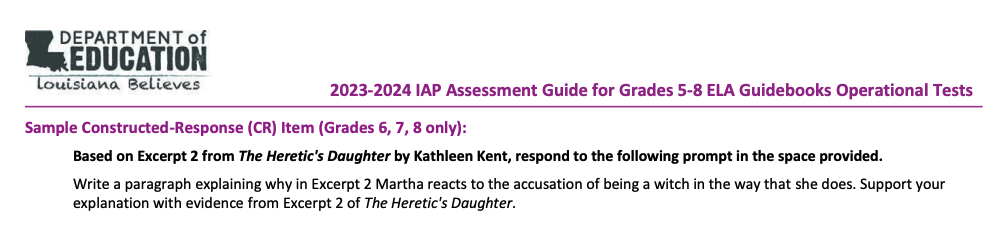 DEPARTMENT of
EDUCATION
Louisiana Believes
2023-2024 IAP Assessment Guide for Grades 5-8 ELA Guidebooks Operational Tests
Sample Constructed-Response (CR) Item (Grades 6, 7, 8 only):
Based on Excerpt 2 from The Heretic's Daughter by Kathleen Kent, respond to the following prompt in the space provided.
Write a paragraph explaining why in Excerpt 2 Martha reacts to the accusation of being a witch in the way that she does. Support your
explanation with evidence from Excerpt 2 of The Heretic's Daughter.